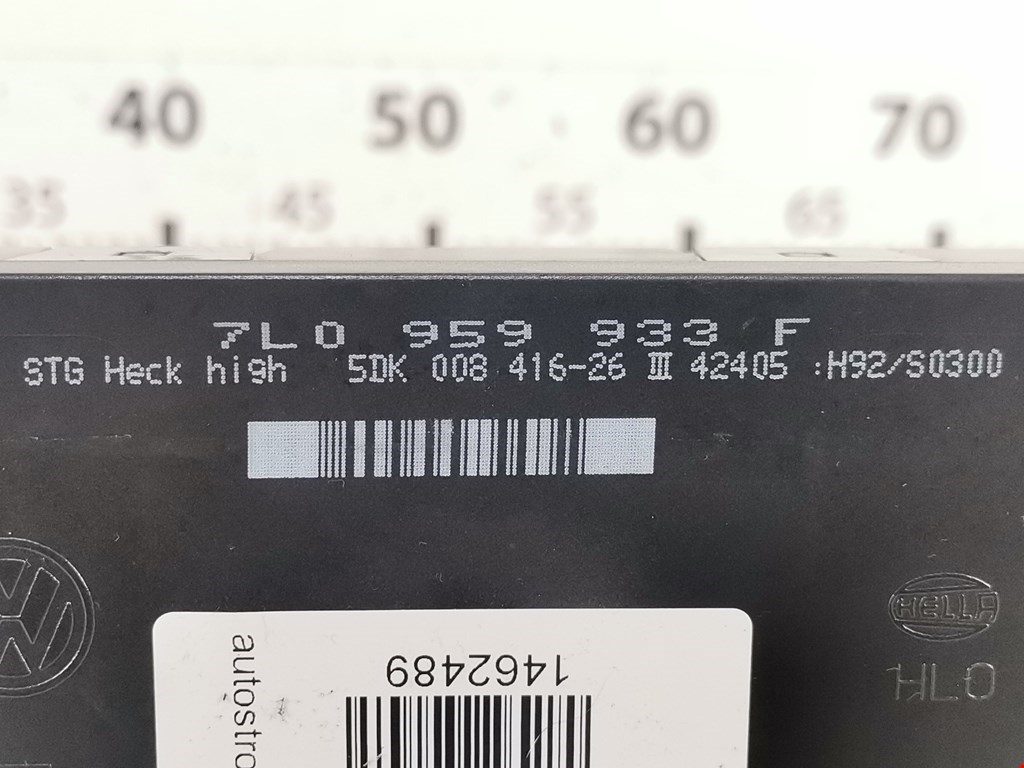 40 50 60 70
35 45 55 65
7L0 959 933 F
STG Heck high 5DK 008 416-26 III 42405 :H92/S0300
HELLA
HL0
1462489
autostro